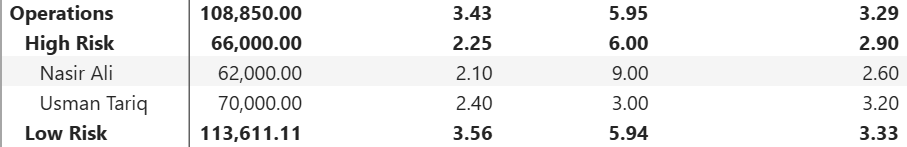 Operations 108,850.00 3.43 5.95 3.29
High Risk 66,000.00 2.25 6.00 2.90
Nasir Ali 62,000.00 2.10 9.00 2.60
Usman Tariq 70,000.00 2.40 3.00 3.20
Low Risk 113,611.11 3.56 5.94 3.33